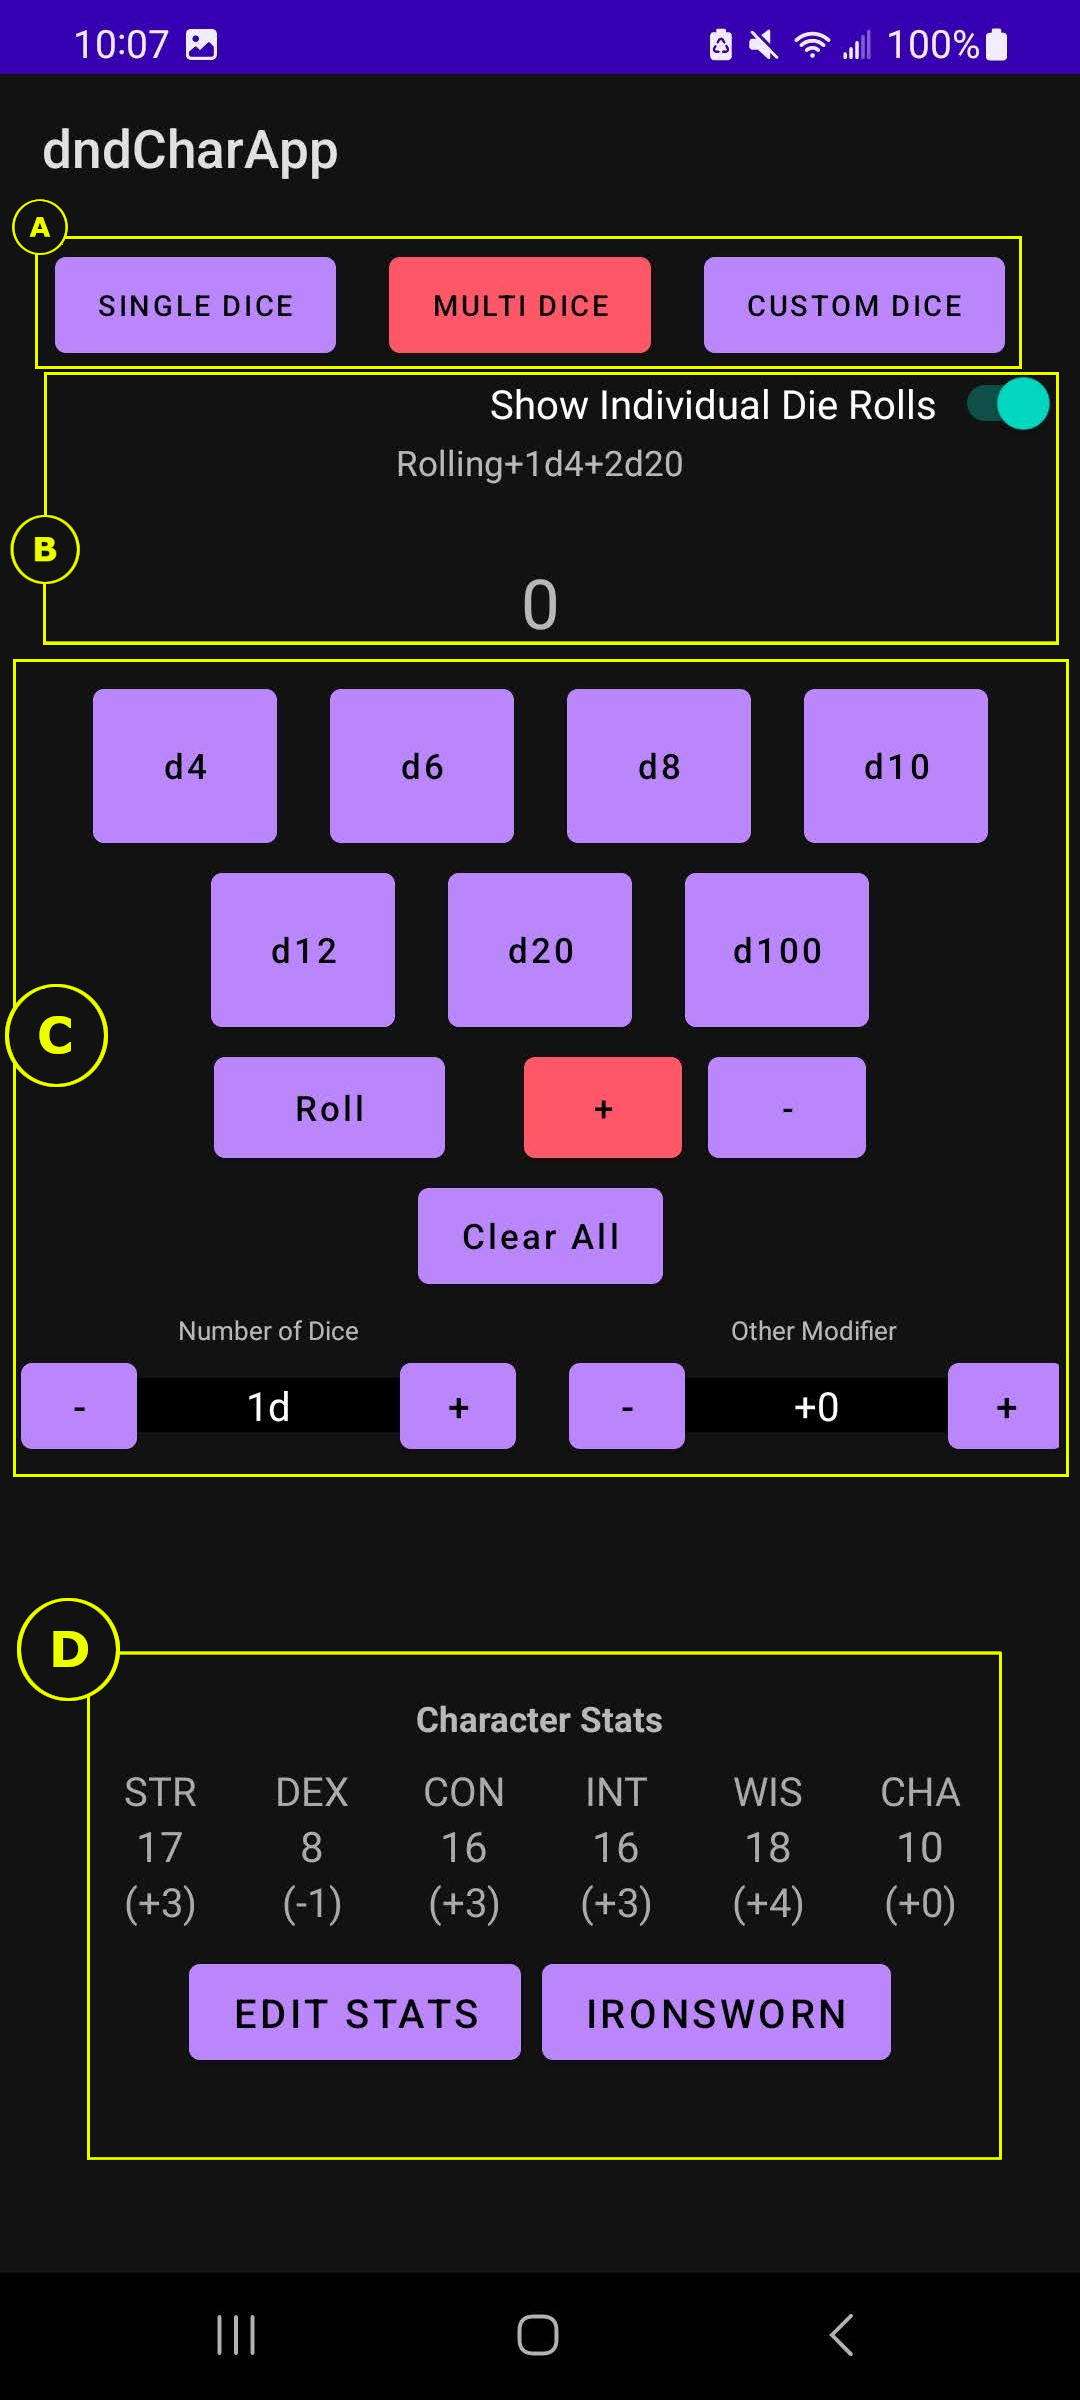 10:07 100%
dndCharApp
A
SINGLE DICE MULTI DICE CUSTOM DICE
Show Individual Die Rolls
Rolling+1d4+2d20
B
0
d4 d6 d8 d10
d12 d20 d100
C
Roll + -
Clear All
Number of Dice Other Modifier
- 1d + - +0 +
D
Character Stats
STR DEX CON INT WIS CHA
17 8 16 16 18 10
(+3) (-1) (+3) (+3) (+4) (+0)
EDIT STATS IRONSWORN